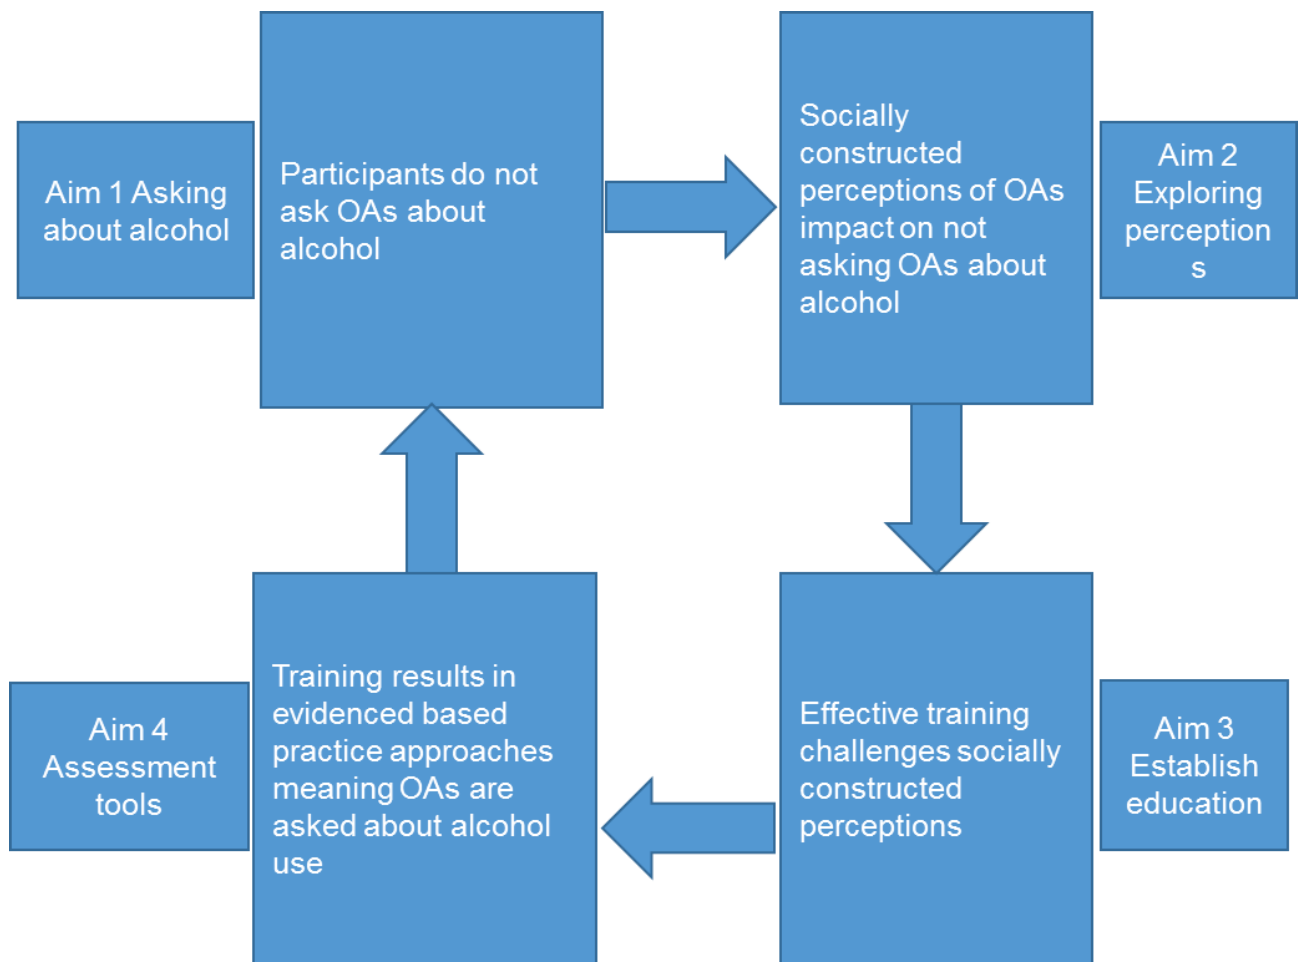 Aim 1 Asking
about alcohol
Participants do not
ask OAs about
alcohol
Socially
constructed
perceptions of OAs
impact on not
asking OAs about
alcohol
Aim 2
Exploring
perception
s
Aim 4
Assessment
tools
Training results in
evidenced based
practice approaches
meaning OAs are
asked about alcohol
use
Effective training
challenges socially
constructed
perceptions
Aim 3
Establish
education